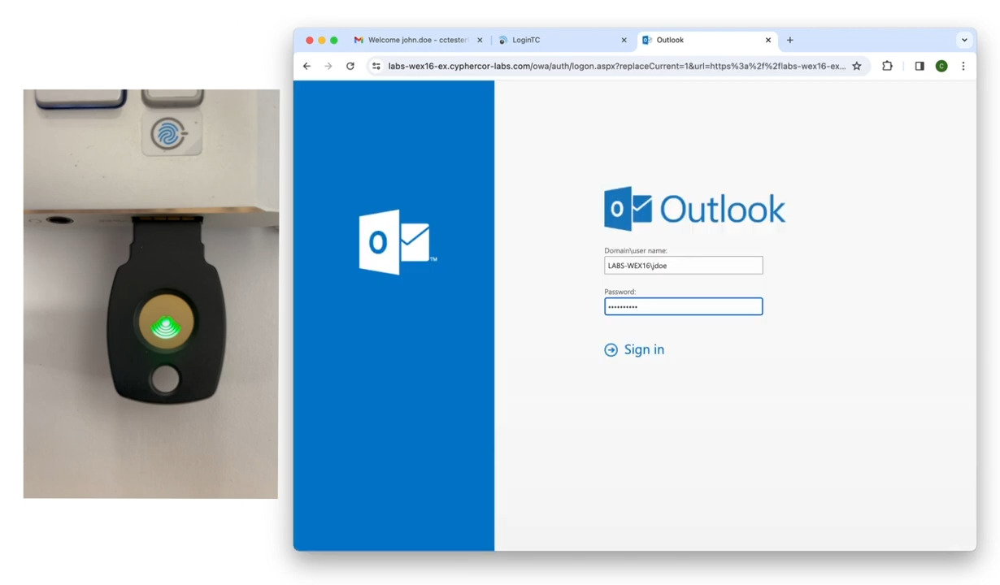 Welcome john.doe - cctester
LoginTC
Outlook
labs-wex16-ex.cyphercor-labs.com/owa/auth/logon.aspx?replaceCurrent=1&url=https%3a%2f%2flabs-wex16-ex...
C
O
TM
O Outlook
Domain\user name:
LABS-WEX16\jdoe
Password:
••••••••••
Sign in